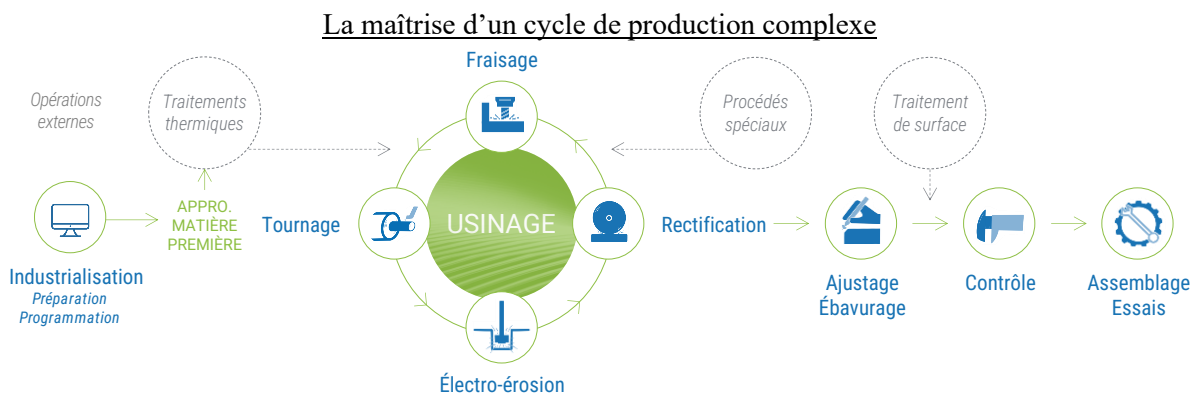 La maîtrise d'un cycle de production complexe
Fraisage
Opérations
externes
Traitements
thermiques
Procédés
spéciaux
Traitement
de surface
APPRO.
MATIÈRE
PREMIÈRE
Tournage
USINAGE
Rectification
Industrialisation
Préparation
Programmation
Ajustage
Ébavurage
Contrôle
Assemblage
Essais
Électro-érosion